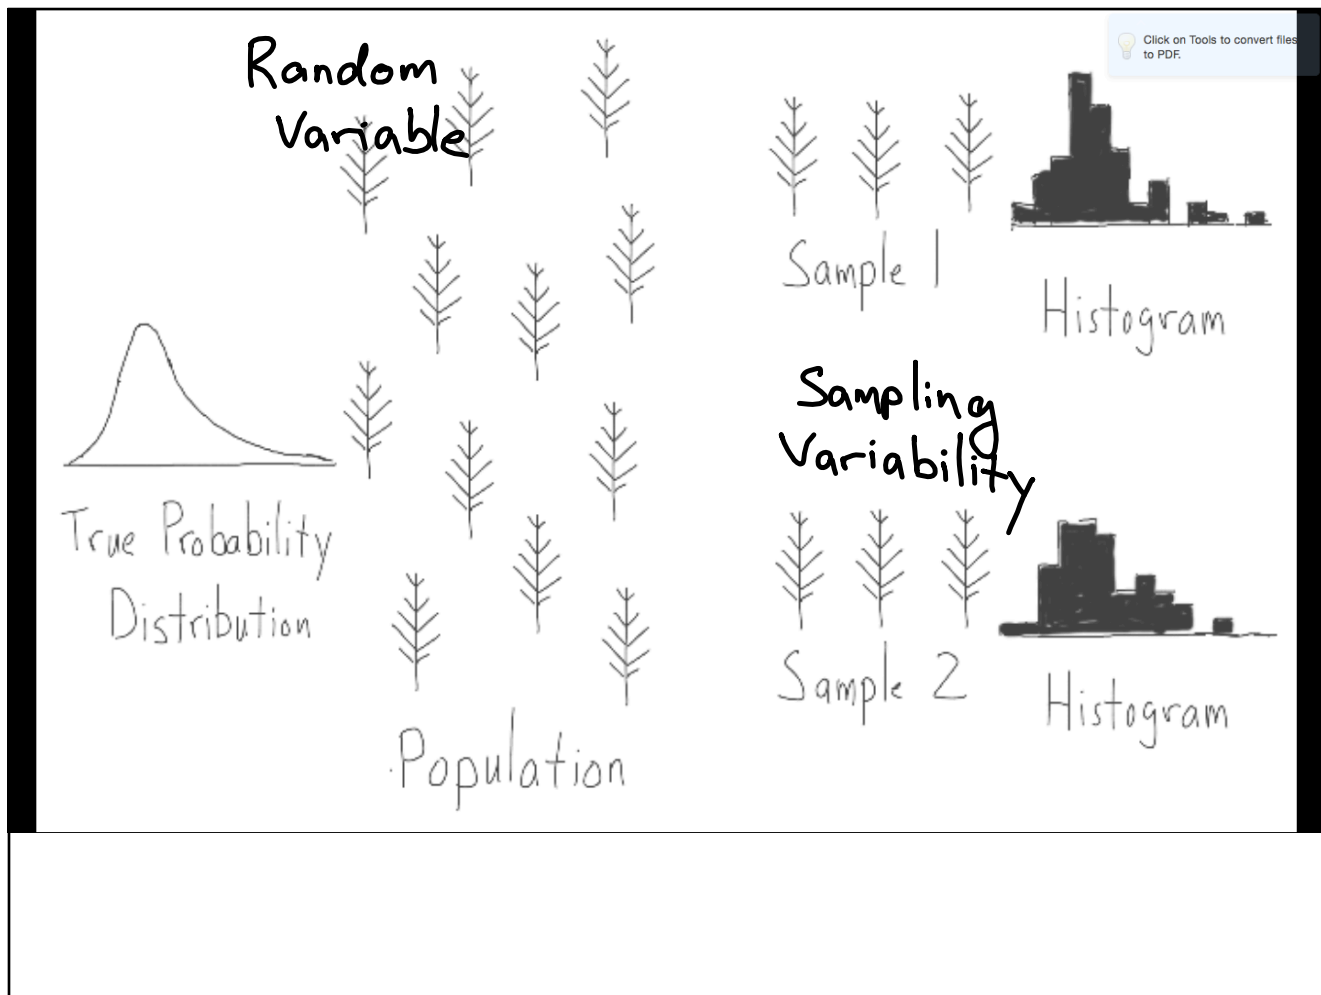 Random
Variable
Click on Tools to convert files
to PDF.
Sample 1
Histogram
Sampling
Variability
True Probability
Distribution
Sample 2
Histogram
Population